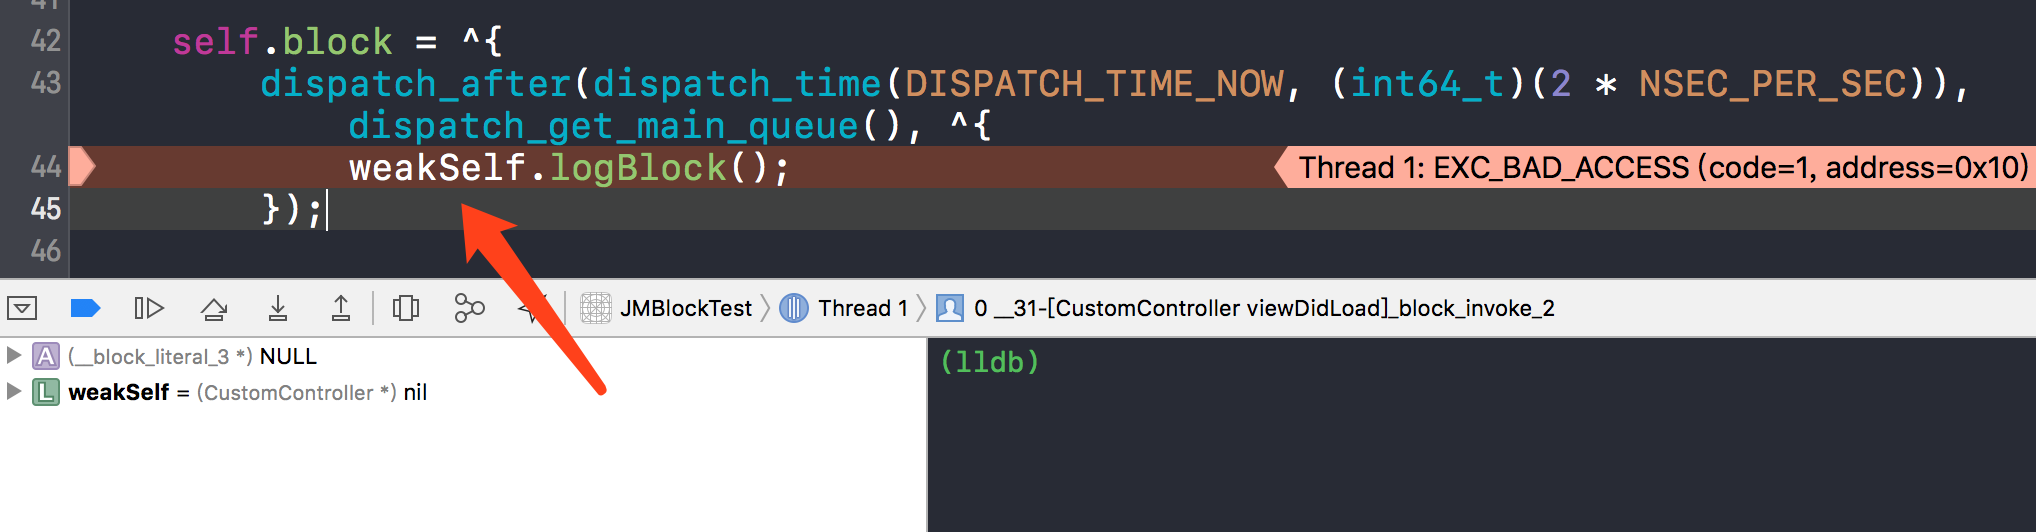 41
42 self.block = ^{
43 dispatch_after(dispatch_time(DISPATCH_TIME_NOW, (int64_t)(2 * NSEC_PER_SEC)),
dispatch_get_main_queue(), ^{
44 weakSelf.logBlock(); Thread 1: EXC_BAD_ACCESS (code=1, address=0x10)
45 });
46
JMBlockTest Thread 1 0 __31-[CustomController viewDidLoad]_block_invoke_2
A (__block_literal_3 *) NULL
L weakSelf = (CustomController *) nil
(lldb)